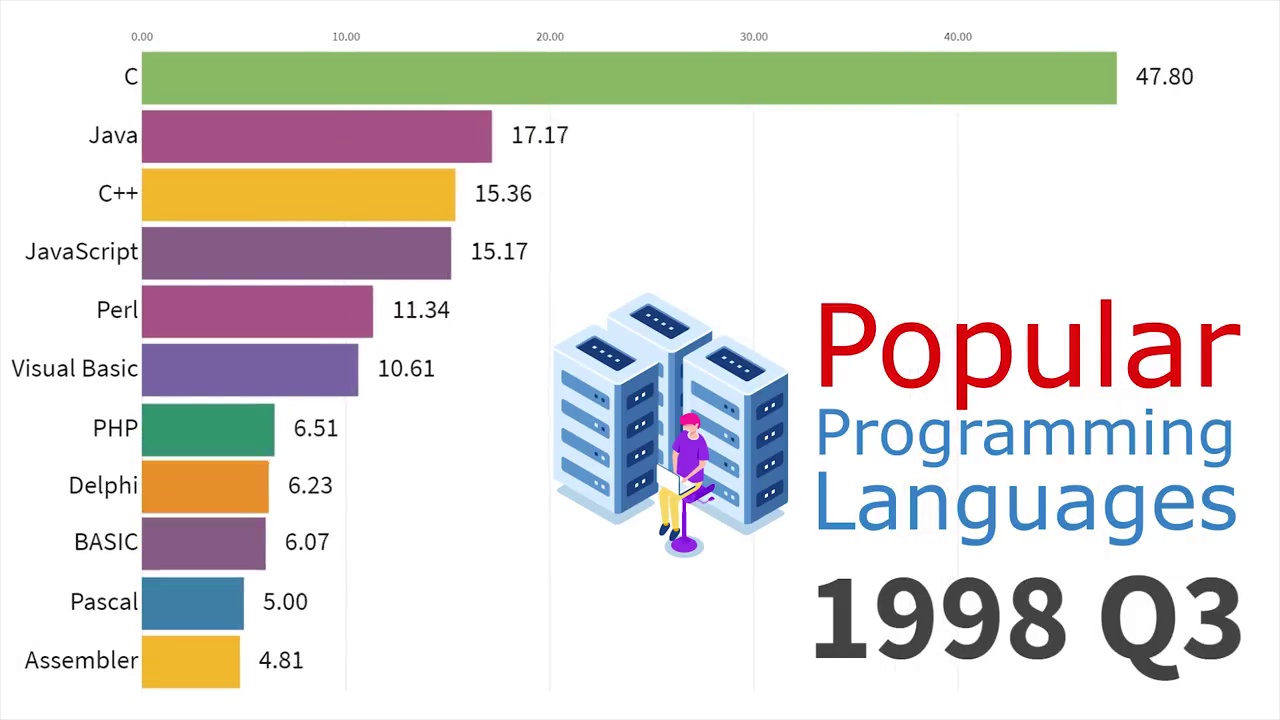 0.00 10.00 20.00 30.00 40.00
C 47.80
Java 17.17
C++ 15.36
JavaScript 15.17
Perl 11.34
Visual Basic 10.61
PHP 6.51
Delphi 6.23
BASIC 6.07
Pascal 5.00
Assembler 4.81
Popular
Programming
Languages
1998 Q3